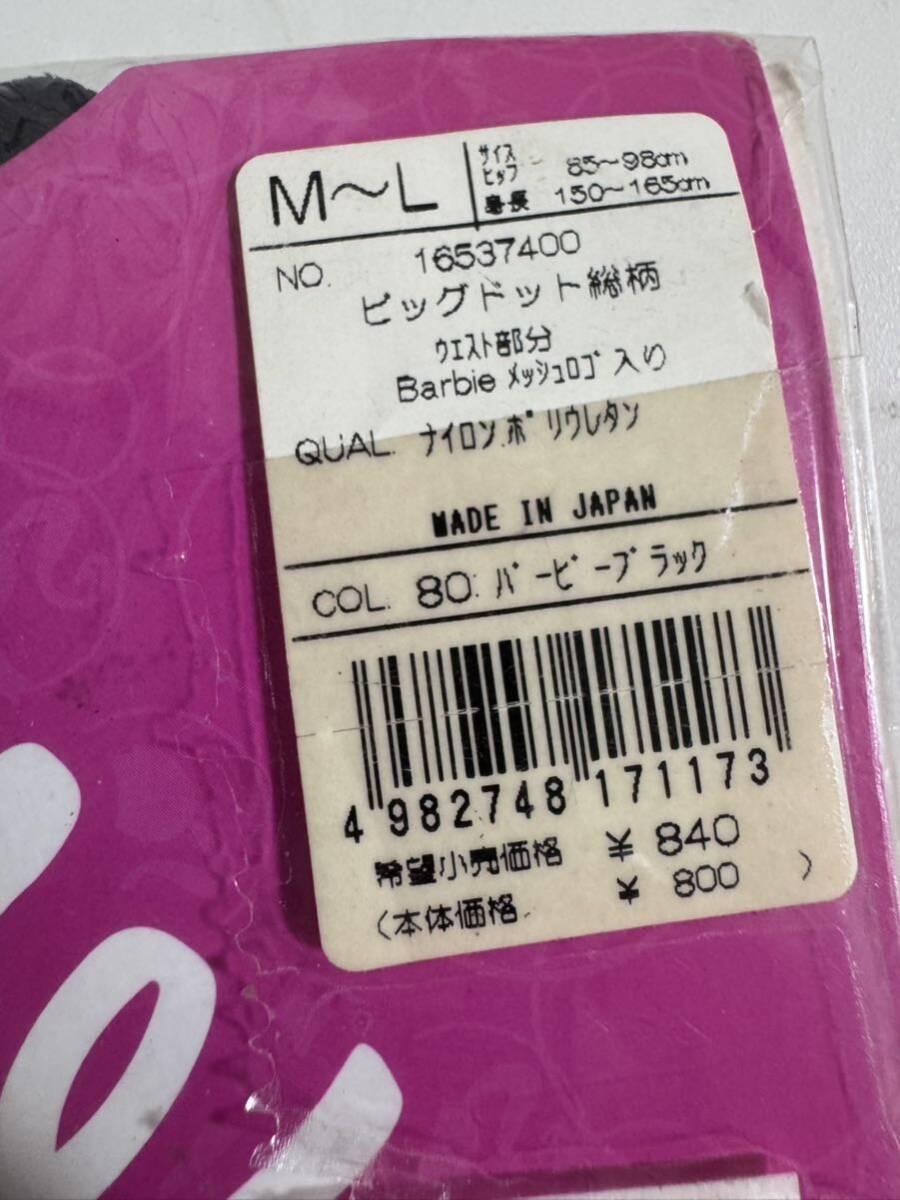 M～L
サイズ
ヒップ 85～98cm
身長 150～165cm
NO. 16537400
ビッグドット総柄
ウエスト部分
Barbie メッシュロゴ入り
QUAL. ナイロン.ポリウレタン
MADE IN JAPAN
COL. 80: バービーブラック
4 982748 171173
希望小売価格 ¥ 840
(本体価格. ¥ 800 )